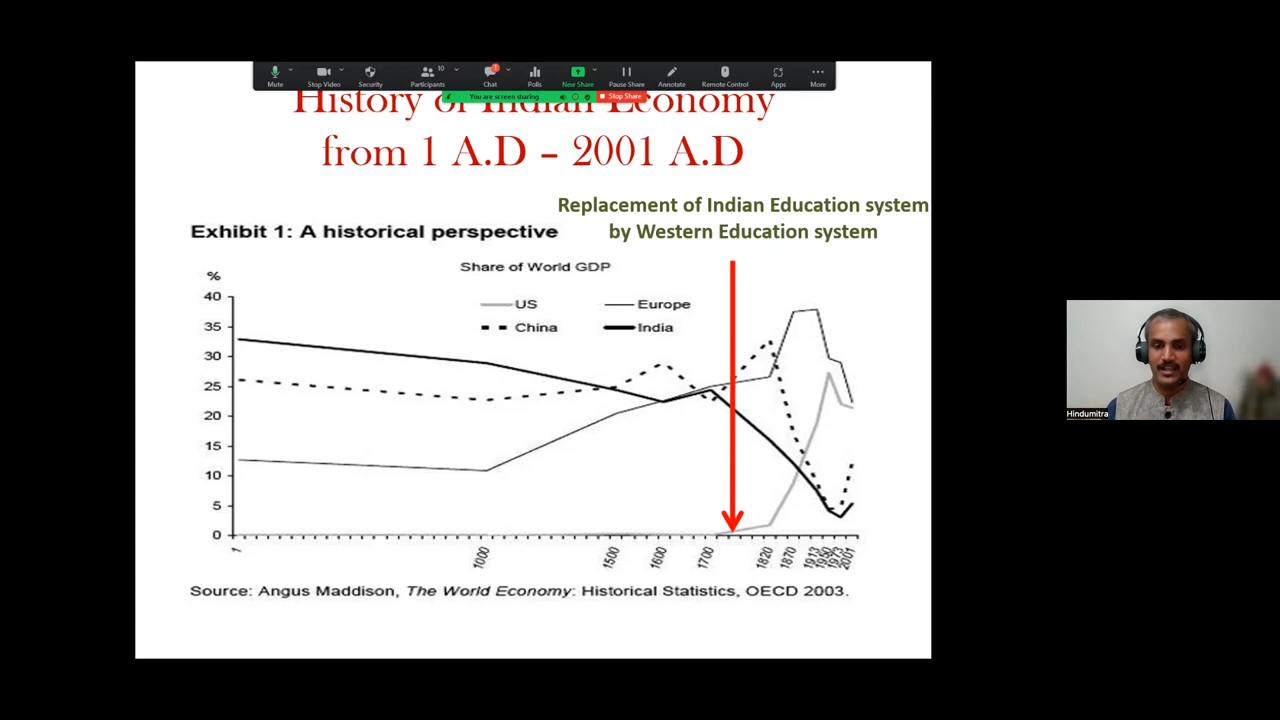 Mute
Stop Video
Security
Participants
10
Chat
1
Polls
New Share
Pause Share
Annotate
Remote Control
Apps
More
You are screen sharing
Stop Share
History of Indian Economy
from 1 A.D – 2001 A.D
Replacement of Indian Education system
by Western Education system
Exhibit 1: A historical perspective
Share of World GDP
%
US
Europe
China
India
40
35
30
25
20
15
10
5
0
1
1000
1500
1600
1700
1820
1870
1913
1950
1973
2001
Source: Angus Maddison, The World Economy: Historical Statistics, OECD 2003.
Hindumitra